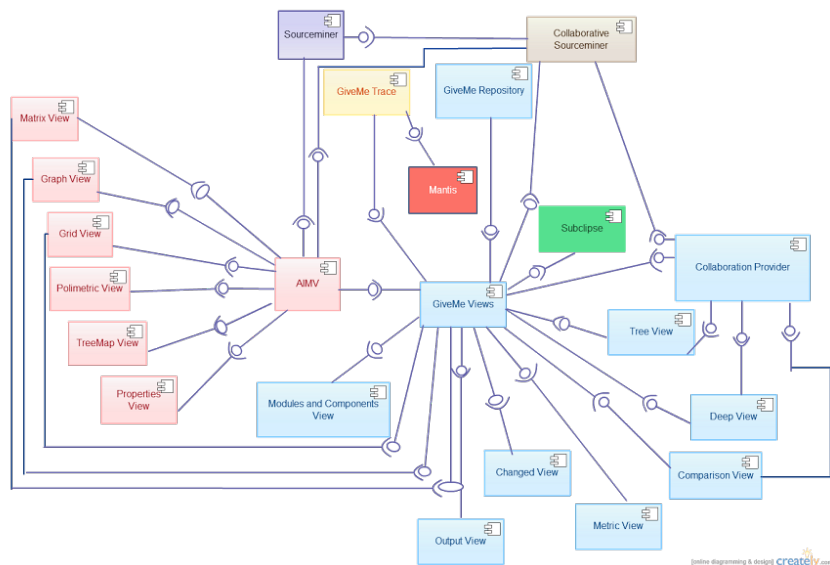 Sourceminer
Collaborative
Sourceminer
GiveMe Trace
GiveMe Repository
Matrix View
Mantis
Graph View
Subclipse
Grid View
Collaboration Provider
AIMV
Polimetric View
GiveMe Views
Tree View
TreeMap View
Properties
View
Modules and Components
View
Deep View
Changed View
Comparison View
Metric View
Output View
[online diagramming & design] creately.com